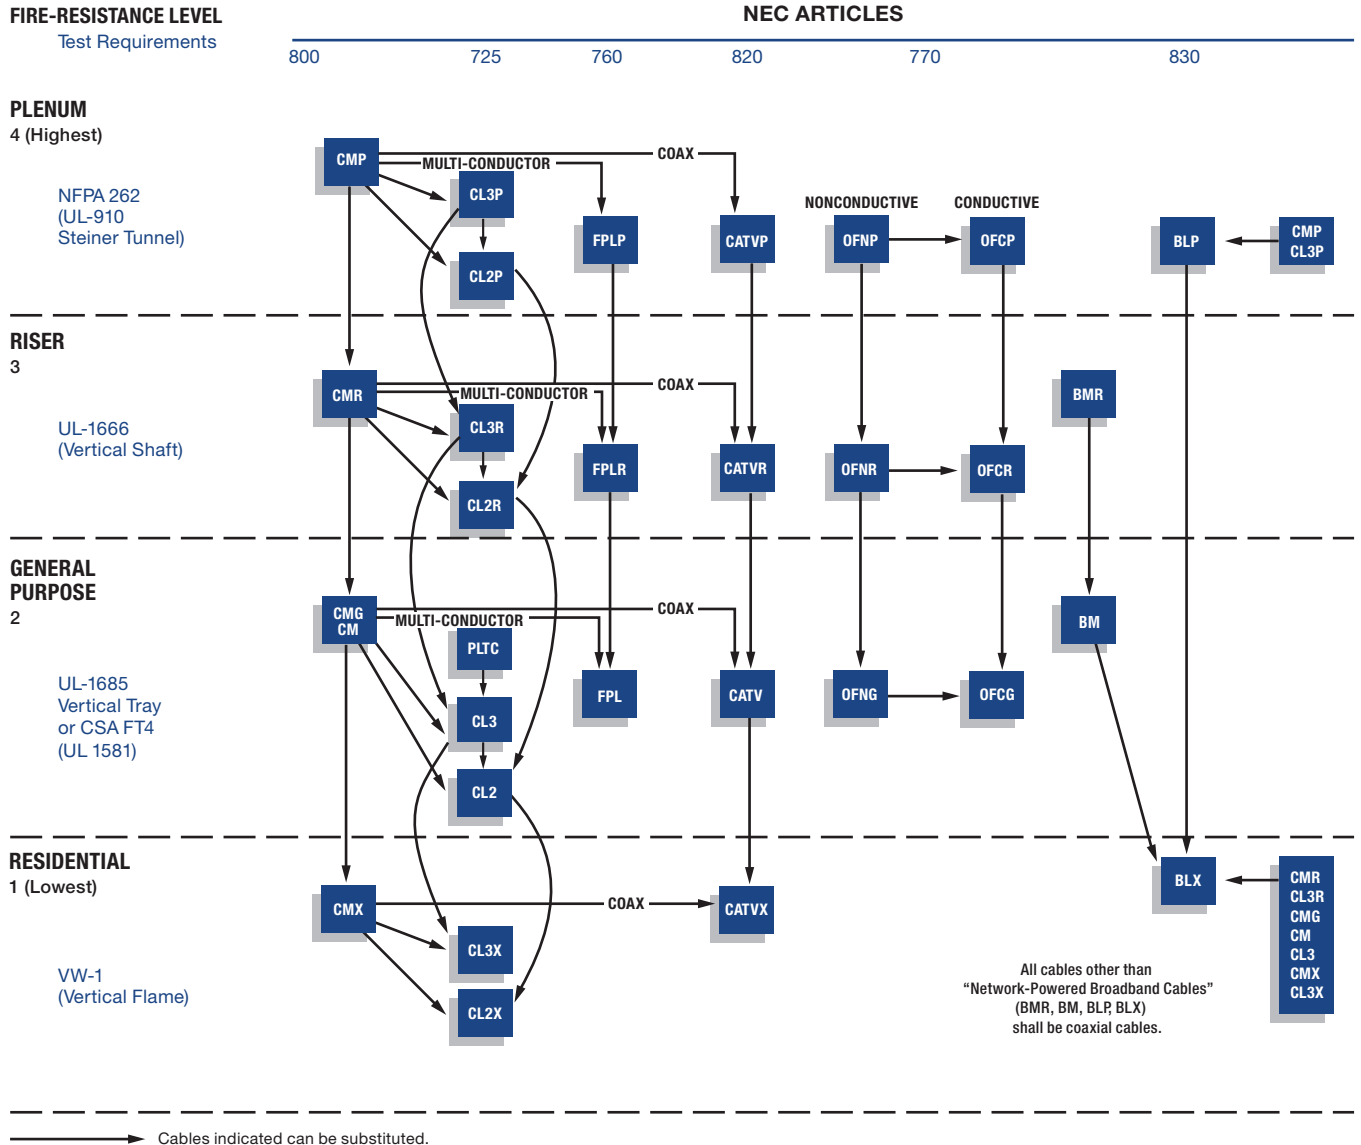 FIRE-RESISTANCE LEVEL
NEC ARTICLES
Test Requirements
800
725
760
820
770
830
PLENUM
4 (Highest)
NFPA 262
(UL-910
Steiner Tunnel)
CMP
COAX
MULTI-CONDUCTOR
CL3P
CL2P
FPLP
CATVP
NONCONDUCTIVE
CONDUCTIVE
OFNP
OFCP
BLP
CMP
CL3P
RISER
3
UL-1666
(Vertical Shaft)
CMR
COAX
MULTI-CONDUCTOR
CL3R
CL2R
FPLR
CATVR
OFNR
OFCR
BMR
GENERAL
PURPOSE
2
UL-1685
Vertical Tray
or CSA FT4
(UL 1581)
CMG
CM
COAX
MULTI-CONDUCTOR
PLTC
CL3
CL2
FPL
CATV
OFNG
OFCG
BM
RESIDENTIAL
1 (Lowest)
VW-1
(Vertical Flame)
CMX
COAX
CATVX
CL3X
CL2X
BLX
CMR
CL3R
CMG
CM
CL3
CMX
CL3X
All cables other than
“Network-Powered Broadband Cables”
(BMR, BM, BLP, BLX)
shall be coaxial cables.
Cables indicated can be substituted.